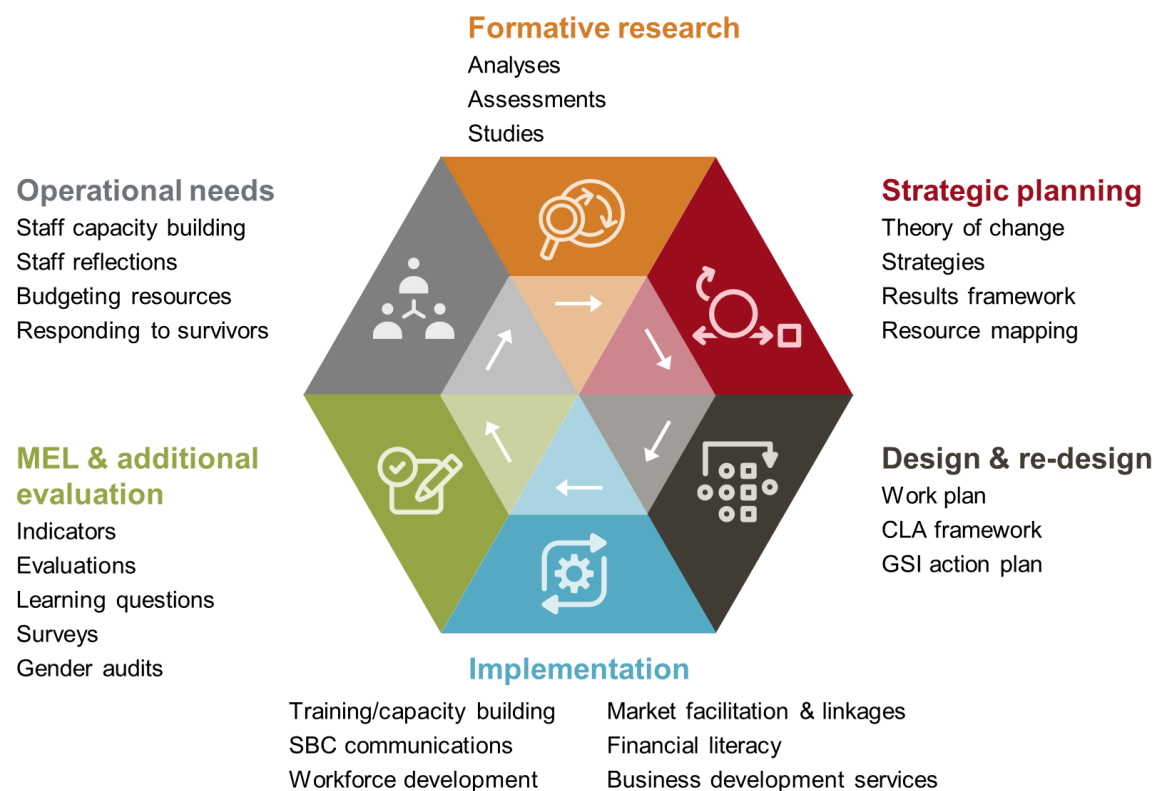 Formative research
Analyses
Assessments
Studies
Operational needs
Staff capacity building
Staff reflections
Budgeting resources
Responding to survivors
Strategic planning
Theory of change
Strategies
Results framework
Resource mapping
MEL & additional
evaluation
Indicators
Evaluations
Learning questions
Surveys
Gender audits
Design & re-design
Work plan
CLA framework
GSI action plan
Implementation
Training/capacity building
SBC communications
Workforce development
Market facilitation & linkages
Financial literacy
Business development services